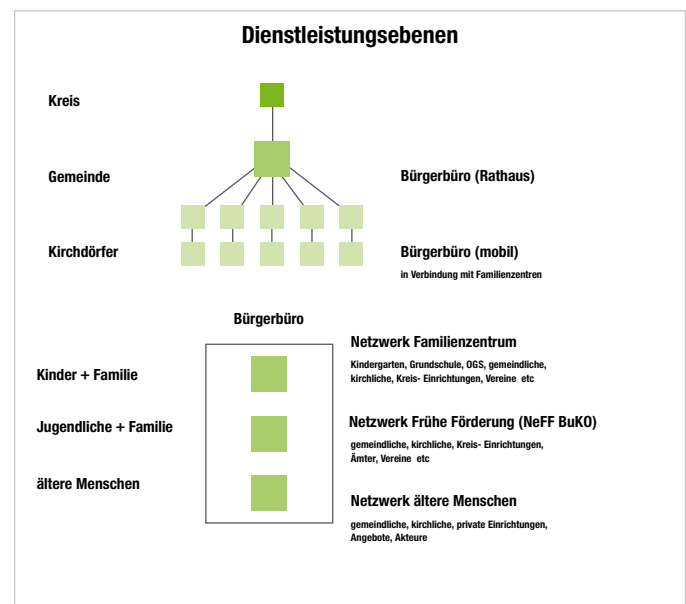 Dienstleistungsebenen
Kreis
Gemeinde
Bürgerbüro (Rathaus)
Kirchdörfer
Bürgerbüro (mobil)
in Verbindung mit Familienzentren
Bürgerbüro
Netzwerk Familienzentrum
Kindergarten, Grundschule, OGS, gemeindliche,
kirchliche, Kreis- Einrichtungen, Vereine etc
Kinder + Familie
Netzwerk Frühe Förderung (NeFF BuKO)
Jugendliche + Familie
gemeindliche, kirchliche, Kreis- Einrichtungen,
Ämter, Vereine etc
ältere Menschen
Netzwerk ältere Menschen
gemeindliche, kirchliche, private Einrichtungen,
Angebote, Akteure